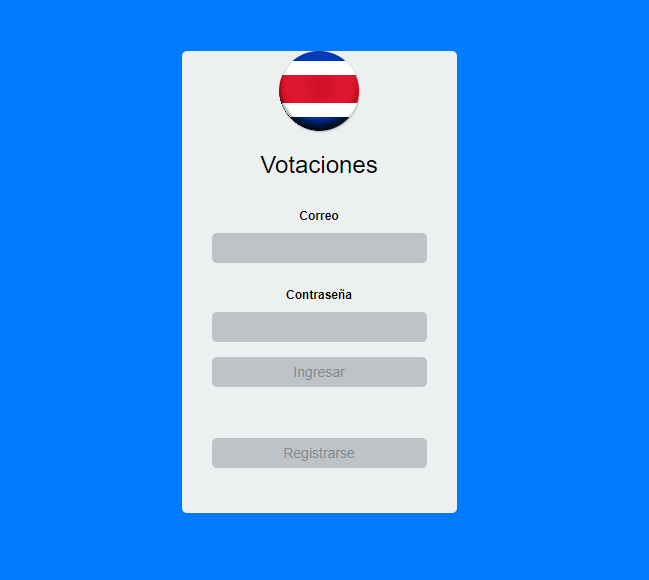 Votaciones
Correo
Contraseña
Ingresar
Registrarse